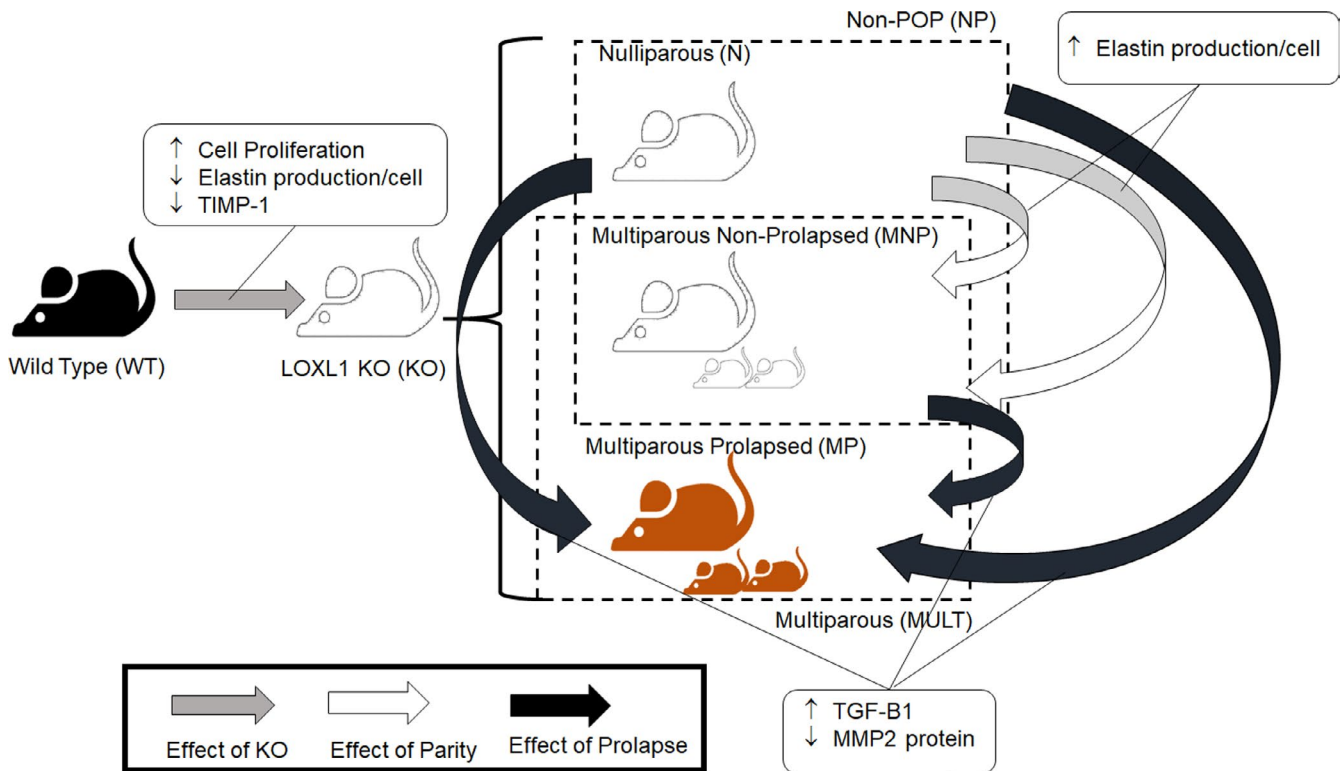 Non-POP (NP)
↑ Elastin production/cell
Nulliparous (N)
↑ Cell Proliferation
↓ Elastin production/cell
↓ TIMP-1
Multiparous Non-Prolapsed (MNP)
Wild Type (WT)
LOXL1 KO (KO)
Multiparous Prolapsed (MP)
Multiparous (MULT)
↑ TGF-B1
↓ MMP2 protein
Effect of KO
Effect of Parity
Effect of Prolapse